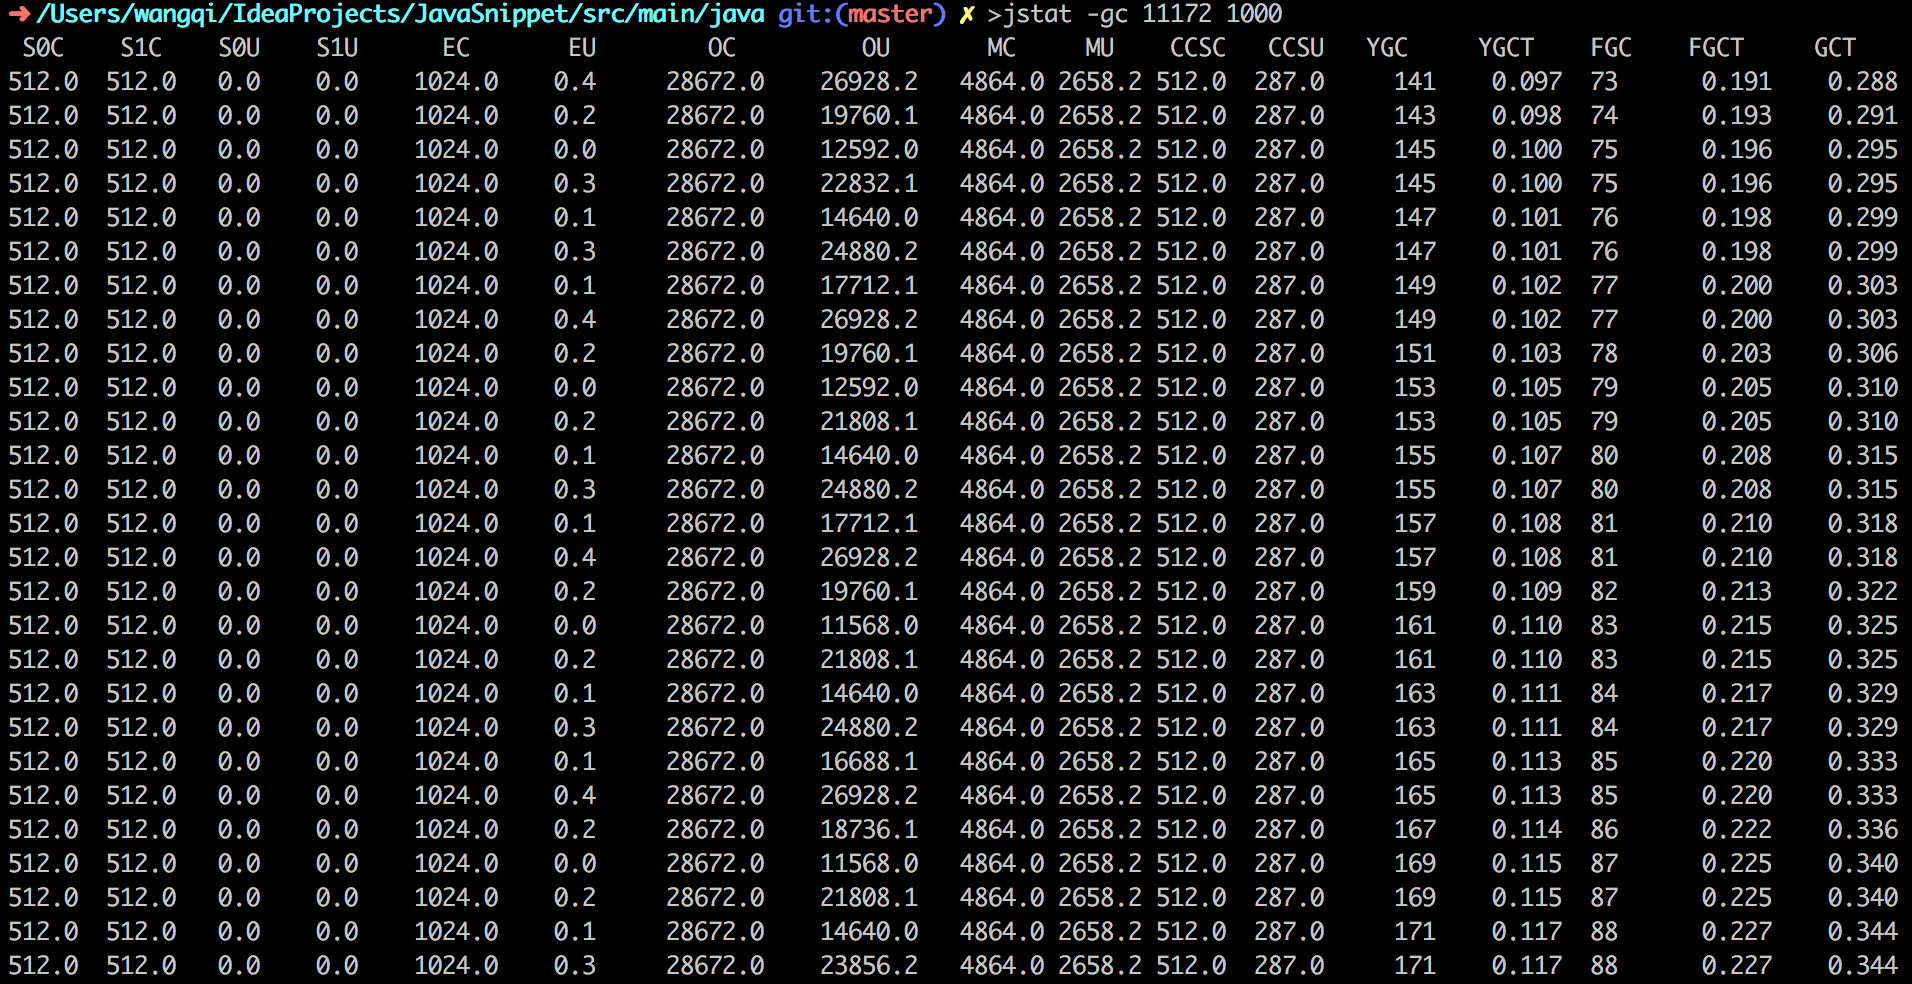 ➜ /Users/wangqi/IdeaProjects/JavaSnippet/src/main/java git:(master) ✗ >jstat -gc 11172 1000
S0C S1C S0U S1U EC EU OC OU MC MU CCSC CCSU YGC YGCT FGC FGCT GCT
512.0 512.0 0.0 0.0 1024.0 0.4 28672.0 26928.2 4864.0 2658.2 512.0 287.0 141 0.097 73 0.191 0.288
512.0 512.0 0.0 0.0 1024.0 0.2 28672.0 19760.1 4864.0 2658.2 512.0 287.0 143 0.098 74 0.193 0.291
512.0 512.0 0.0 0.0 1024.0 0.0 28672.0 12592.0 4864.0 2658.2 512.0 287.0 145 0.100 75 0.196 0.295
512.0 512.0 0.0 0.0 1024.0 0.3 28672.0 22832.1 4864.0 2658.2 512.0 287.0 145 0.100 75 0.196 0.295
512.0 512.0 0.0 0.0 1024.0 0.1 28672.0 14640.0 4864.0 2658.2 512.0 287.0 147 0.101 76 0.198 0.299
512.0 512.0 0.0 0.0 1024.0 0.3 28672.0 24880.2 4864.0 2658.2 512.0 287.0 147 0.101 76 0.198 0.299
512.0 512.0 0.0 0.0 1024.0 0.1 28672.0 17712.1 4864.0 2658.2 512.0 287.0 149 0.102 77 0.200 0.303
512.0 512.0 0.0 0.0 1024.0 0.4 28672.0 26928.2 4864.0 2658.2 512.0 287.0 149 0.102 77 0.200 0.303
512.0 512.0 0.0 0.0 1024.0 0.2 28672.0 19760.1 4864.0 2658.2 512.0 287.0 151 0.103 78 0.203 0.306
512.0 512.0 0.0 0.0 1024.0 0.0 28672.0 12592.0 4864.0 2658.2 512.0 287.0 153 0.105 79 0.205 0.310
512.0 512.0 0.0 0.0 1024.0 0.2 28672.0 21808.1 4864.0 2658.2 512.0 287.0 153 0.105 79 0.205 0.310
512.0 512.0 0.0 0.0 1024.0 0.1 28672.0 14640.0 4864.0 2658.2 512.0 287.0 155 0.107 80 0.208 0.315
512.0 512.0 0.0 0.0 1024.0 0.3 28672.0 24880.2 4864.0 2658.2 512.0 287.0 155 0.107 80 0.208 0.315
512.0 512.0 0.0 0.0 1024.0 0.1 28672.0 17712.1 4864.0 2658.2 512.0 287.0 157 0.108 81 0.210 0.318
512.0 512.0 0.0 0.0 1024.0 0.4 28672.0 26928.2 4864.0 2658.2 512.0 287.0 157 0.108 81 0.210 0.318
512.0 512.0 0.0 0.0 1024.0 0.2 28672.0 19760.1 4864.0 2658.2 512.0 287.0 159 0.109 82 0.213 0.322
512.0 512.0 0.0 0.0 1024.0 0.0 28672.0 11568.0 4864.0 2658.2 512.0 287.0 161 0.110 83 0.215 0.325
512.0 512.0 0.0 0.0 1024.0 0.2 28672.0 21808.1 4864.0 2658.2 512.0 287.0 161 0.110 83 0.215 0.325
512.0 512.0 0.0 0.0 1024.0 0.1 28672.0 14640.0 4864.0 2658.2 512.0 287.0 163 0.111 84 0.217 0.329
512.0 512.0 0.0 0.0 1024.0 0.3 28672.0 24880.2 4864.0 2658.2 512.0 287.0 163 0.111 84 0.217 0.329
512.0 512.0 0.0 0.0 1024.0 0.1 28672.0 16688.1 4864.0 2658.2 512.0 287.0 165 0.113 85 0.220 0.333
512.0 512.0 0.0 0.0 1024.0 0.4 28672.0 26928.2 4864.0 2658.2 512.0 287.0 165 0.113 85 0.220 0.333
512.0 512.0 0.0 0.0 1024.0 0.2 28672.0 18736.1 4864.0 2658.2 512.0 287.0 167 0.114 86 0.222 0.336
512.0 512.0 0.0 0.0 1024.0 0.0 28672.0 11568.0 4864.0 2658.2 512.0 287.0 169 0.115 87 0.225 0.340
512.0 512.0 0.0 0.0 1024.0 0.2 28672.0 21808.1 4864.0 2658.2 512.0 287.0 169 0.115 87 0.225 0.340
512.0 512.0 0.0 0.0 1024.0 0.1 28672.0 14640.0 4864.0 2658.2 512.0 287.0 171 0.117 88 0.227 0.344
512.0 512.0 0.0 0.0 1024.0 0.3 28672.0 23856.2 4864.0 2658.2 512.0 287.0 171 0.117 88 0.227 0.344